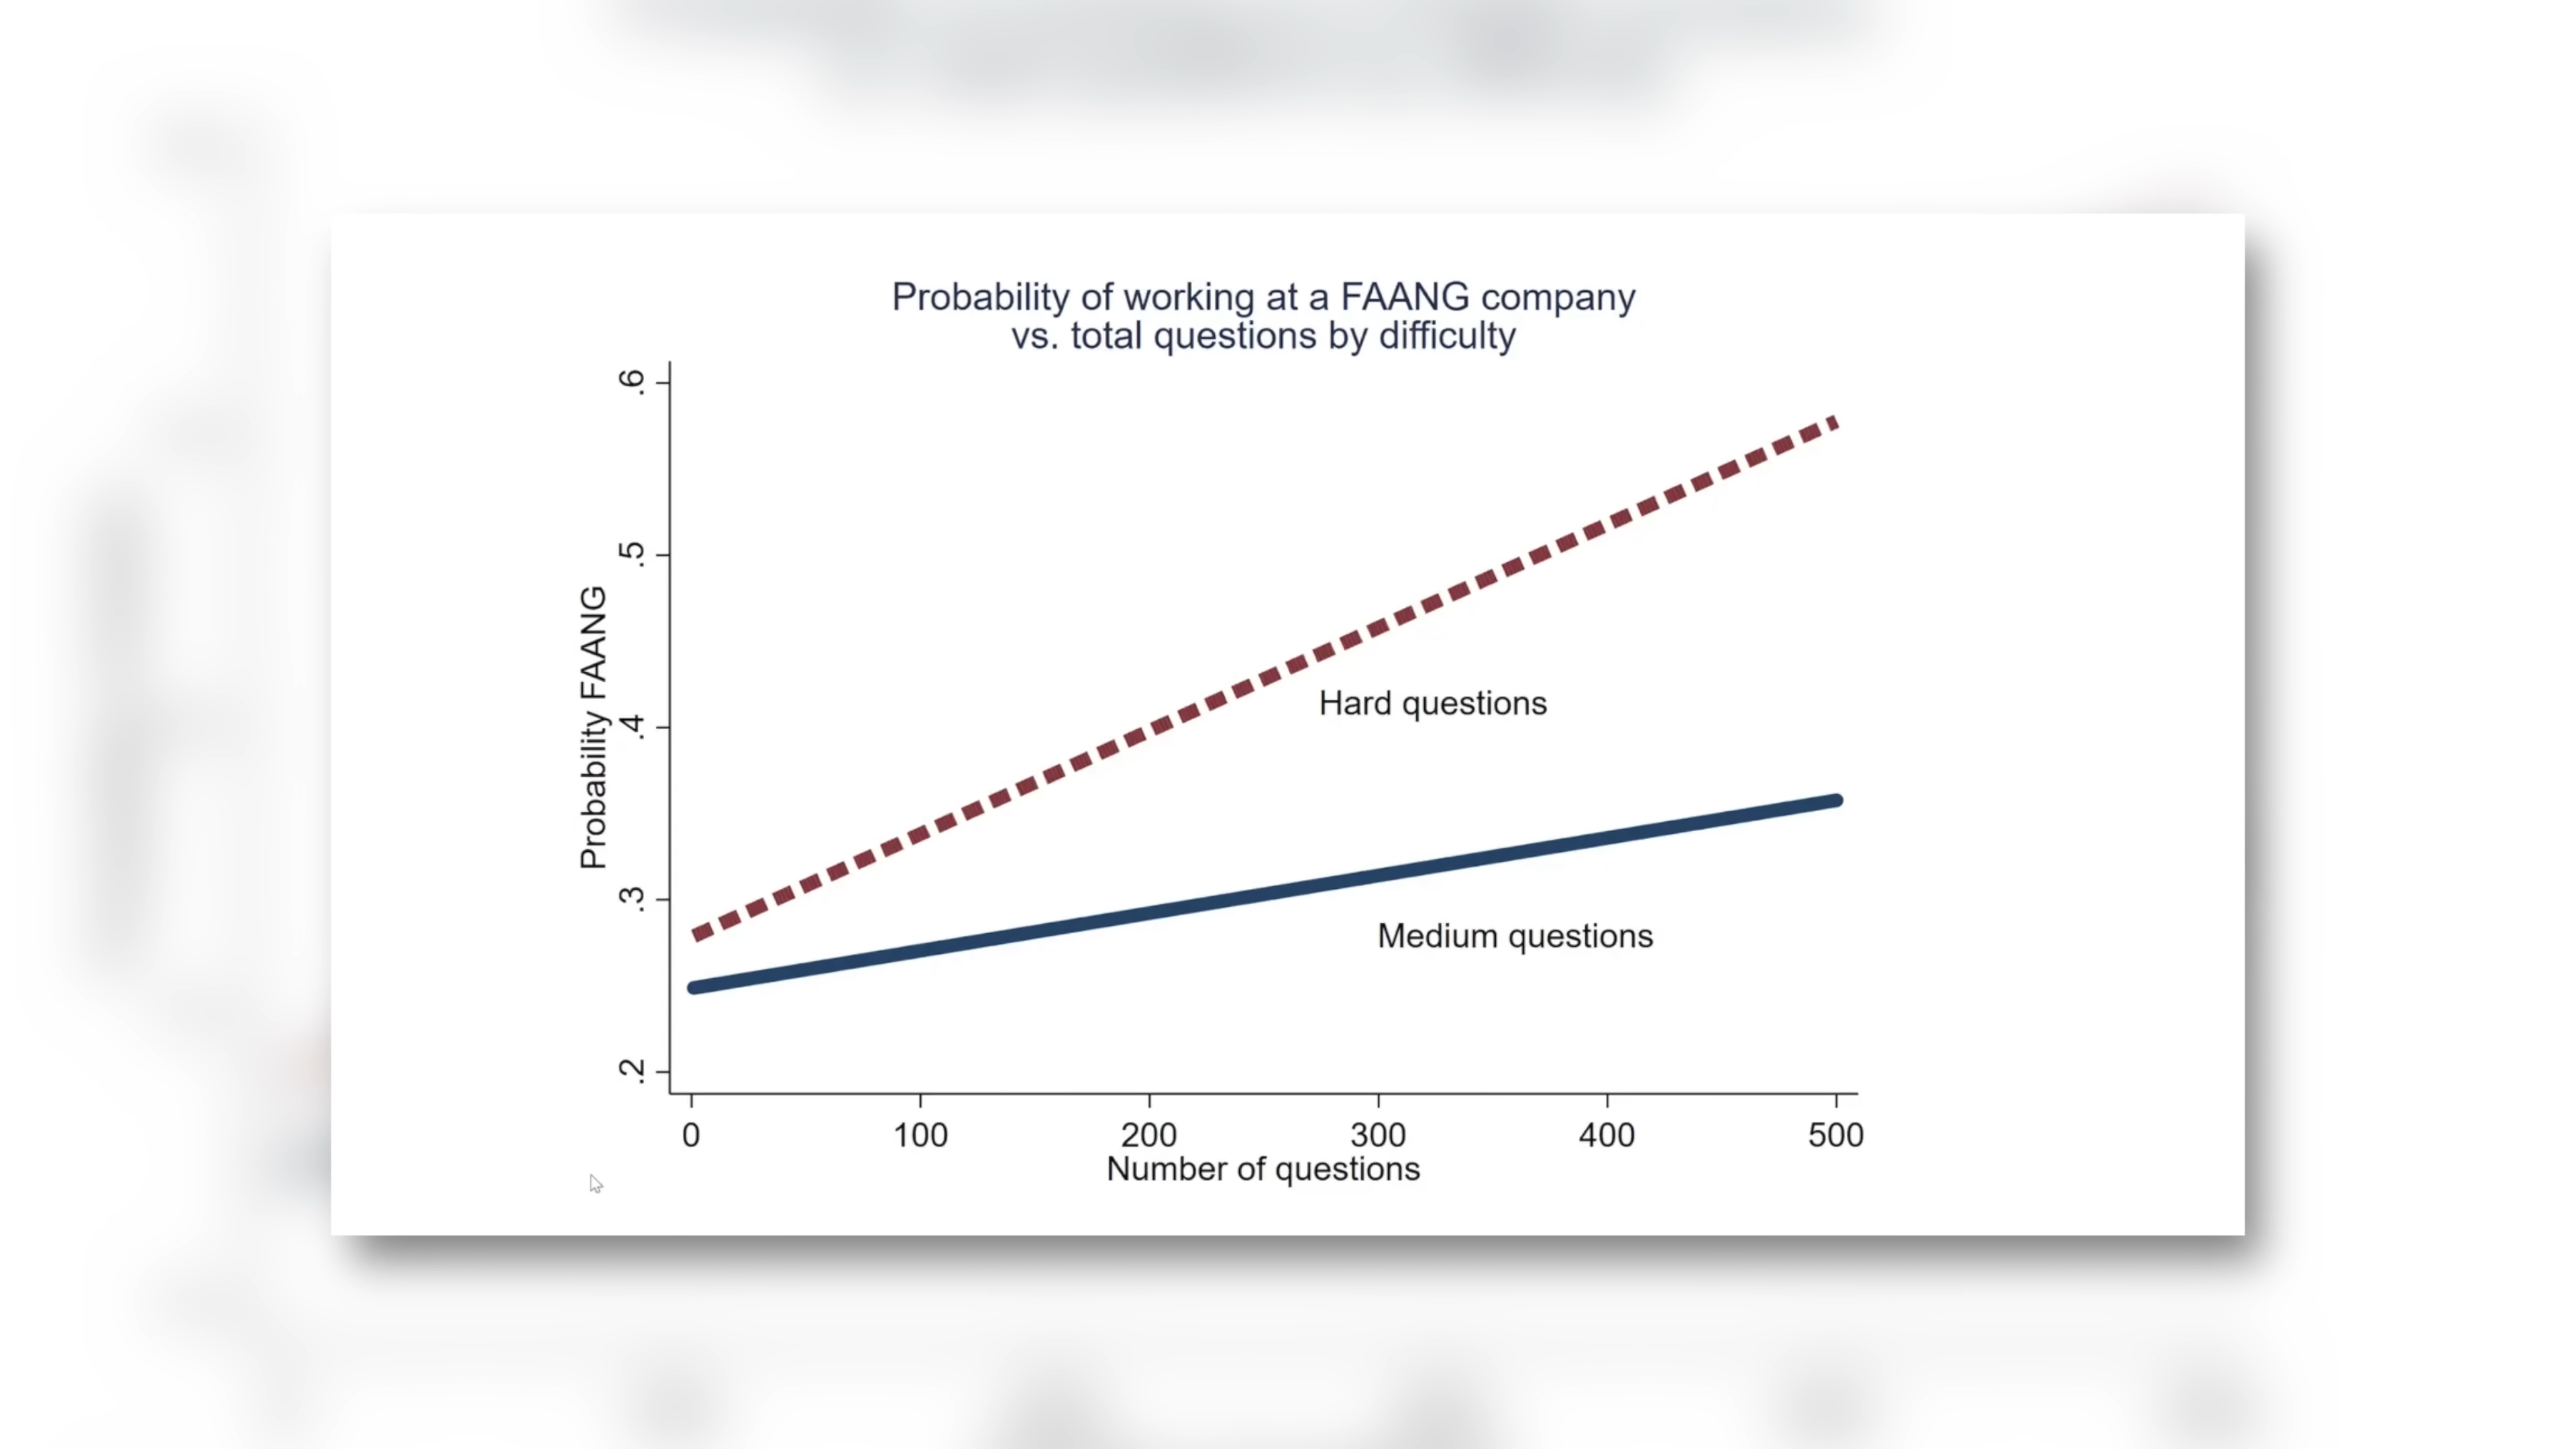 Probability of working at a FAANG company
vs. total questions by difficulty
Probability FAANG
.6
.5
.4
.3
.2
Hard questions
Medium questions
0 100 200 300 400 500
Number of questions